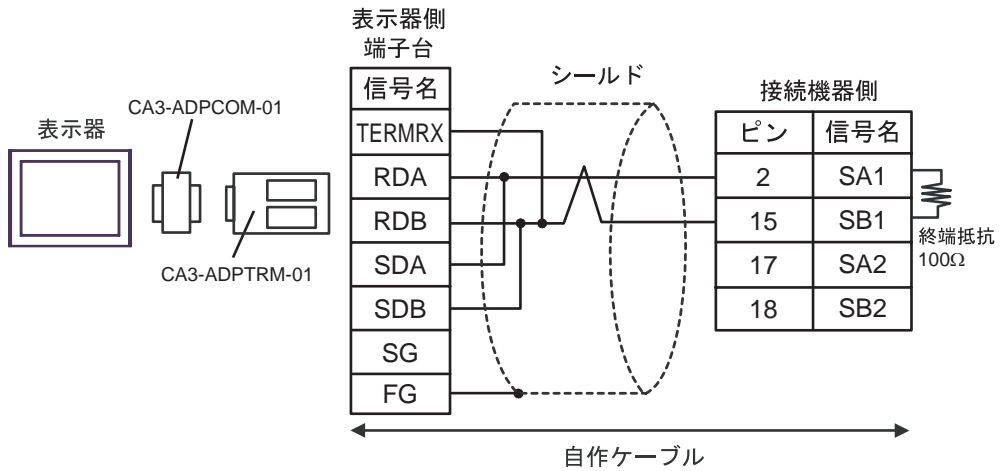 表示器
CA3-ADPCOM-01
CA3-ADPTRM-01
表示器側
端子台
信号名
TERMRX
RDA
RDB
SDA
SDB
SG
FG
シールド
接続機器側
ピン 信号名
2 SA1
15 SB1
17 SA2
18 SB2
終端抵抗
100Ω
自作ケーブル